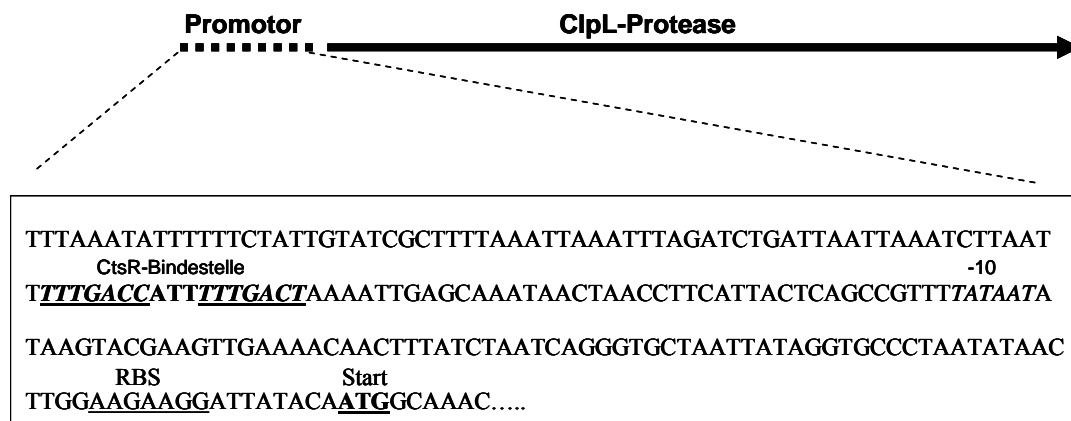 Promotor ClpL-Protease
TTTAAATATTTTTTCTATTGTATCGCTTTTAAATTAAATTTAGATCTGATTAATTAAATCTTAAT
CtsR-Bindestelle -10
TTTTGACCATTTTTGACTAAAATTGAGCAAATAACTAACCTTCATTACTCAGCCGTTTTATAATA
TAAGTACGAAGTTGAAAACAACTTTATCTAATCAGGGTGCTAATTATAGGTGCCCTAATATAAC
RBS Start
TTGGAAGAAGGATTATACAATGGCAAAC…..